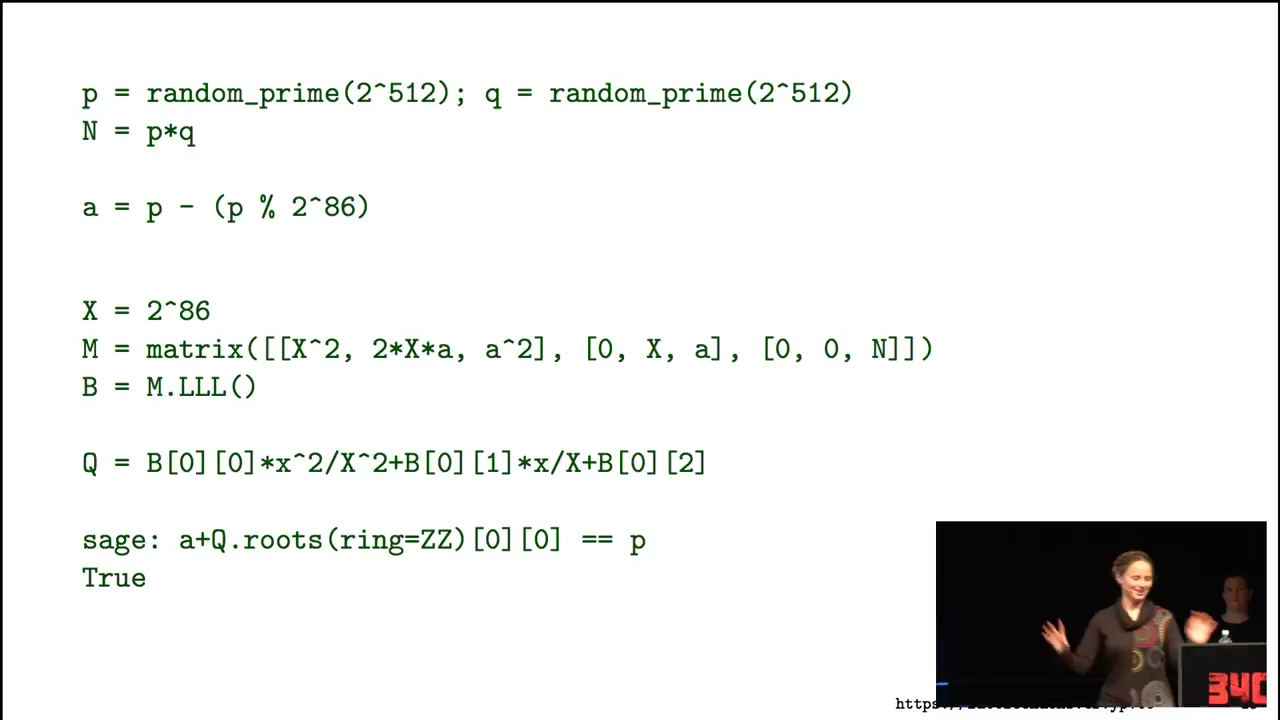 p = random_prime(2^512); q = random_prime(2^512)
N = p*q
a = p - (p % 2^86)
X = 2^86
M = matrix([[X^2, 2*X*a, a^2], [0, X, a], [0, 0, N]])
B = M.LLL()
Q = B[0][0]*x^2/X^2+B[0][1]*x/X+B[0][2]
sage: a+Q.roots(ring=ZZ)[0][0] == p
True
34C